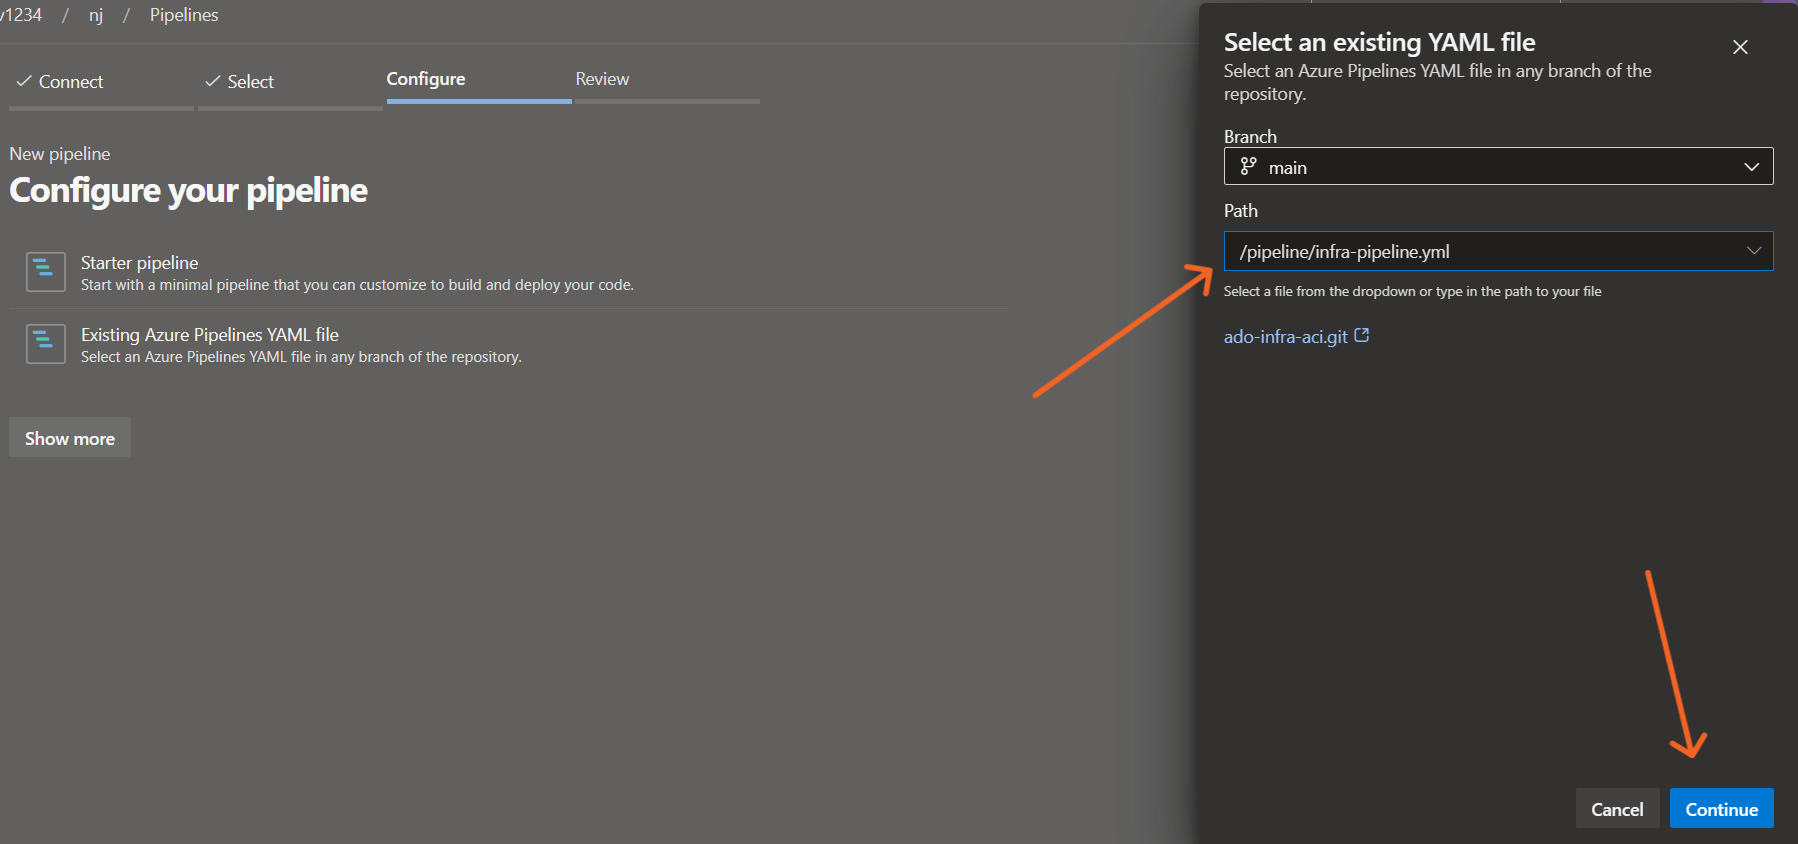 v1234 / nj / Pipelines
Connect
Select
Configure
Review
New pipeline
Configure your pipeline
Starter pipeline
Start with a minimal pipeline that you can customize to build and deploy your code.
Existing Azure Pipelines YAML file
Select an Azure Pipelines YAML file in any branch of the repository.
Show more
Select an existing YAML file
Select an Azure Pipelines YAML file in any branch of the
repository.
Branch
main
Path
/pipeline/infra-pipeline.yml
Select a file from the dropdown or type in the path to your file
ado-infra-aci.git
Cancel
Continue